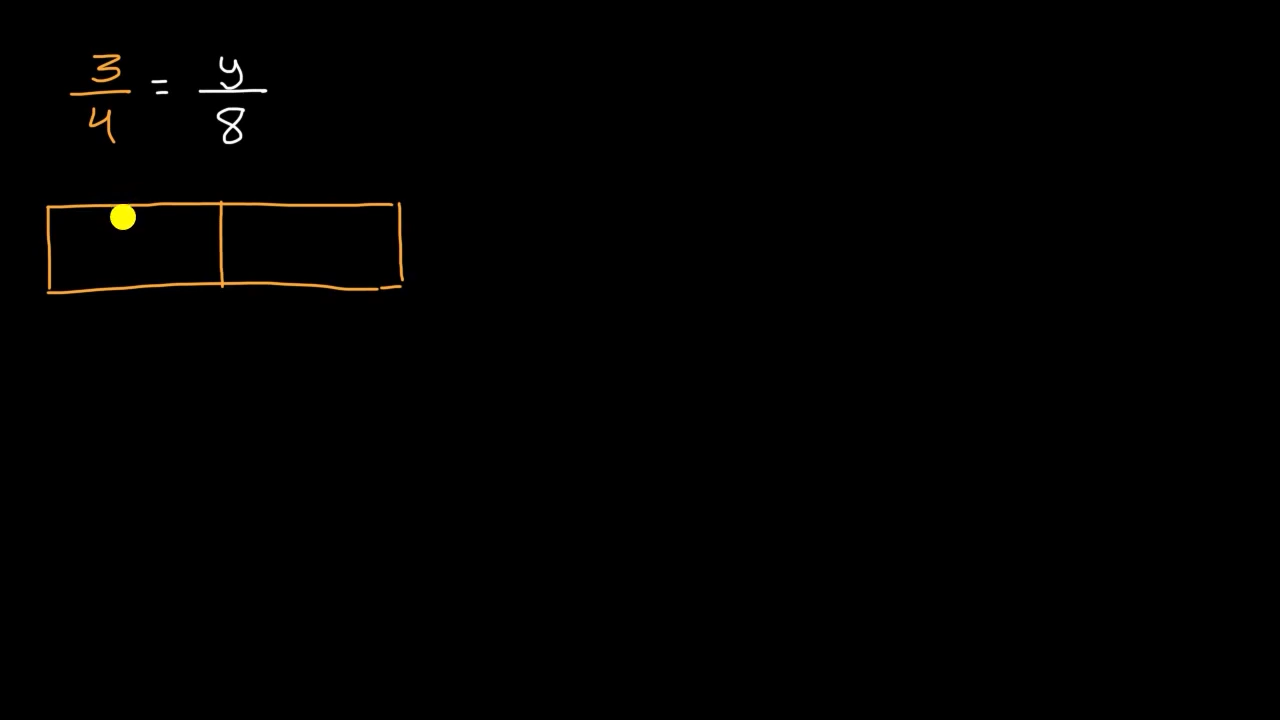 3/4 = y/8